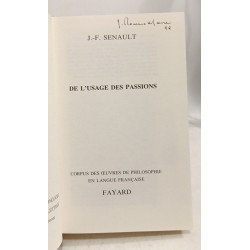 J.-F. SENAULT
DE L'USAGE DES PASSIONS
CORPUS DES ŒUVRES DE PHILOSOPHIE
EN LANGUE FRANÇAISE
FAYARD